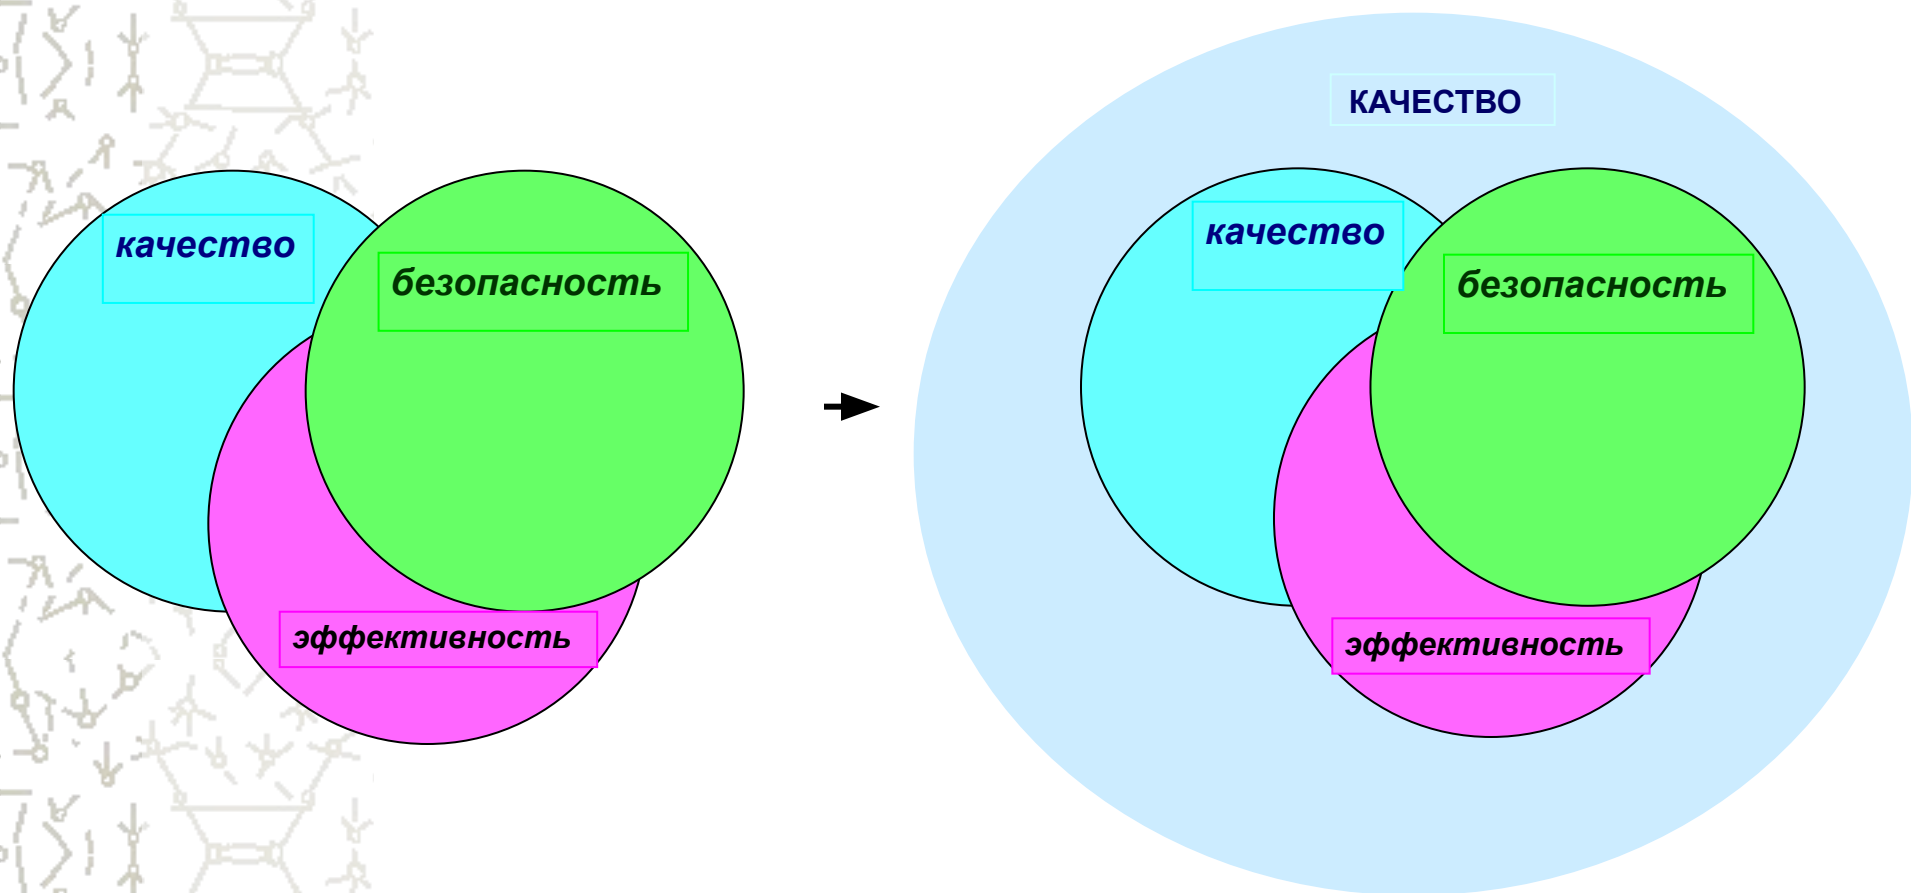 качество
безопасность
эффективность
КАЧЕСТВО
качество
безопасность
эффективность